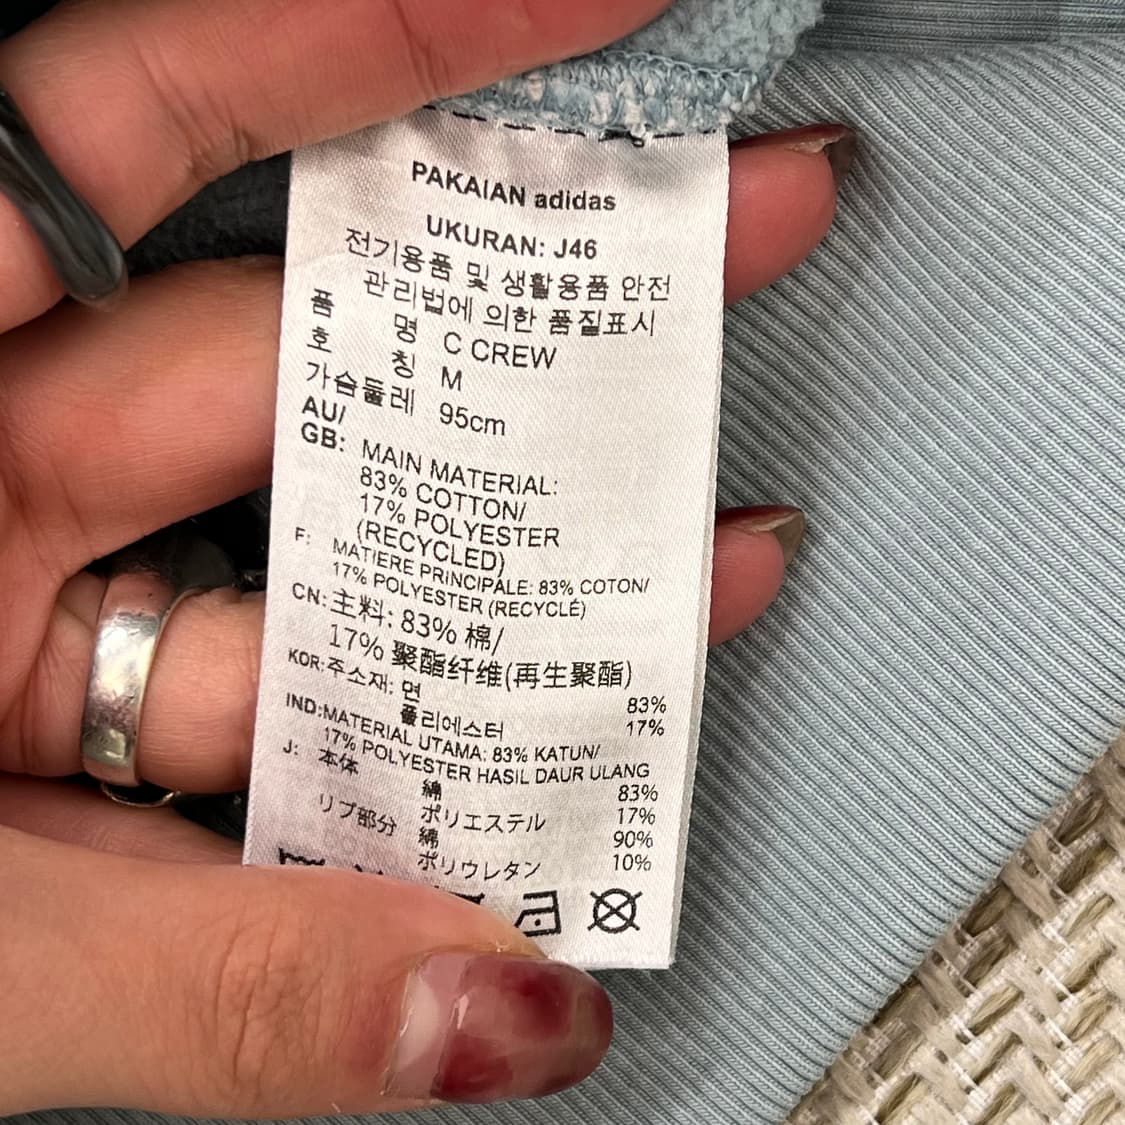 PAKAIAN adidas
UKURAN: J46
전기용품 및 생활용품 안전
관리법에 의한 품질표시
품 명 C CREW
호 칭 M
가슴둘레 95cm
AU/
GB: MAIN MATERIAL:
83% COTTON/
17% POLYESTER
(RECYCLED)
F: MATIERE PRINCIPALE: 83% COTON/
17% POLYESTER (RECYCLÉ)
CN: 主料: 83% 棉/
17% 聚酯纤维(再生聚酯)
KOR: 주소재: 면 83%
폴리에스터 17%
IND: MATERIAL UTAMA: 83% KATUN/
17% POLYESTER HASIL DAUR ULANG
J: 本体 綿 83%
ポリエステル 17%
リブ部分 綿 90%
ポリウレタン 10%